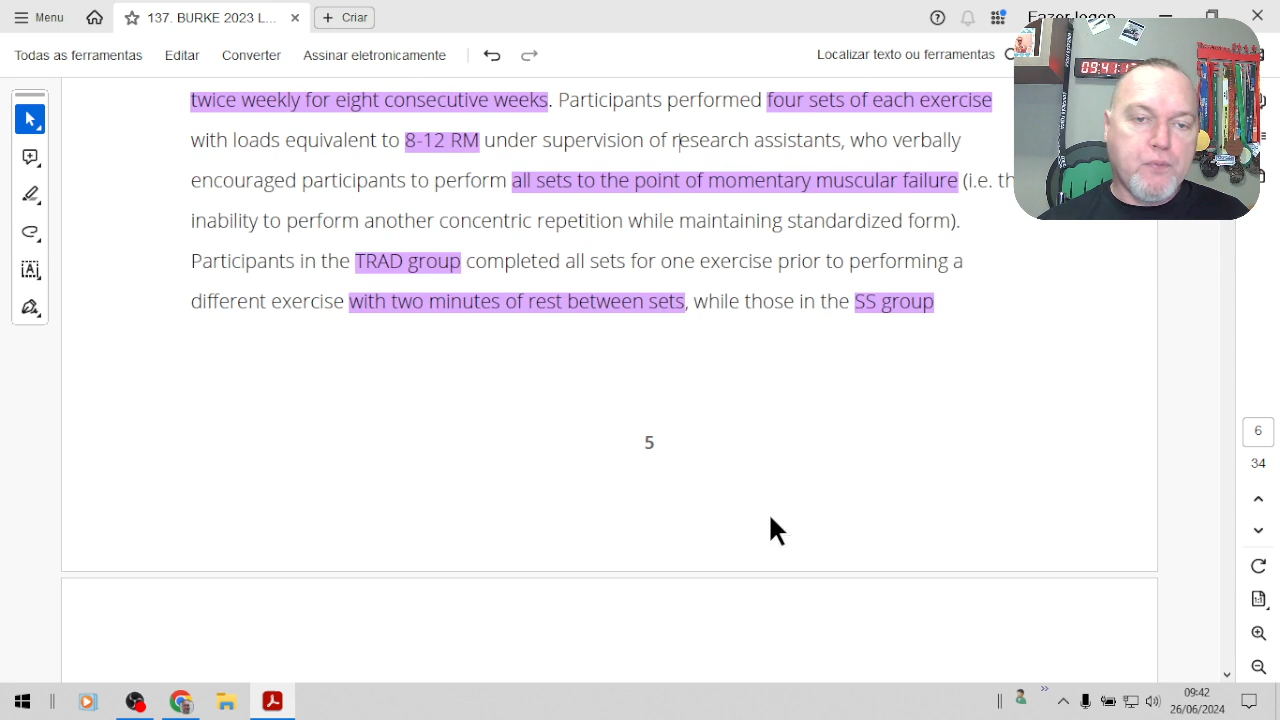 Menu
137. BURKE 2023 L...
Criar
Todas as ferramentas
Editar
Converter
Assinar eletronicamente
Localizar texto ou ferramentas
09:41:1
twice weekly for eight consecutive weeks. Participants performed four sets of each exercise
with loads equivalent to 8-12 RM under supervision of research assistants, who verbally
encouraged participants to perform all sets to the point of momentary muscular failure (i.e. th
inability to perform another concentric repetition while maintaining standardized form).
Participants in the TRAD group completed all sets for one exercise prior to performing a
different exercise with two minutes of rest between sets, while those in the SS group
5
6
34
09:42
26/06/2024